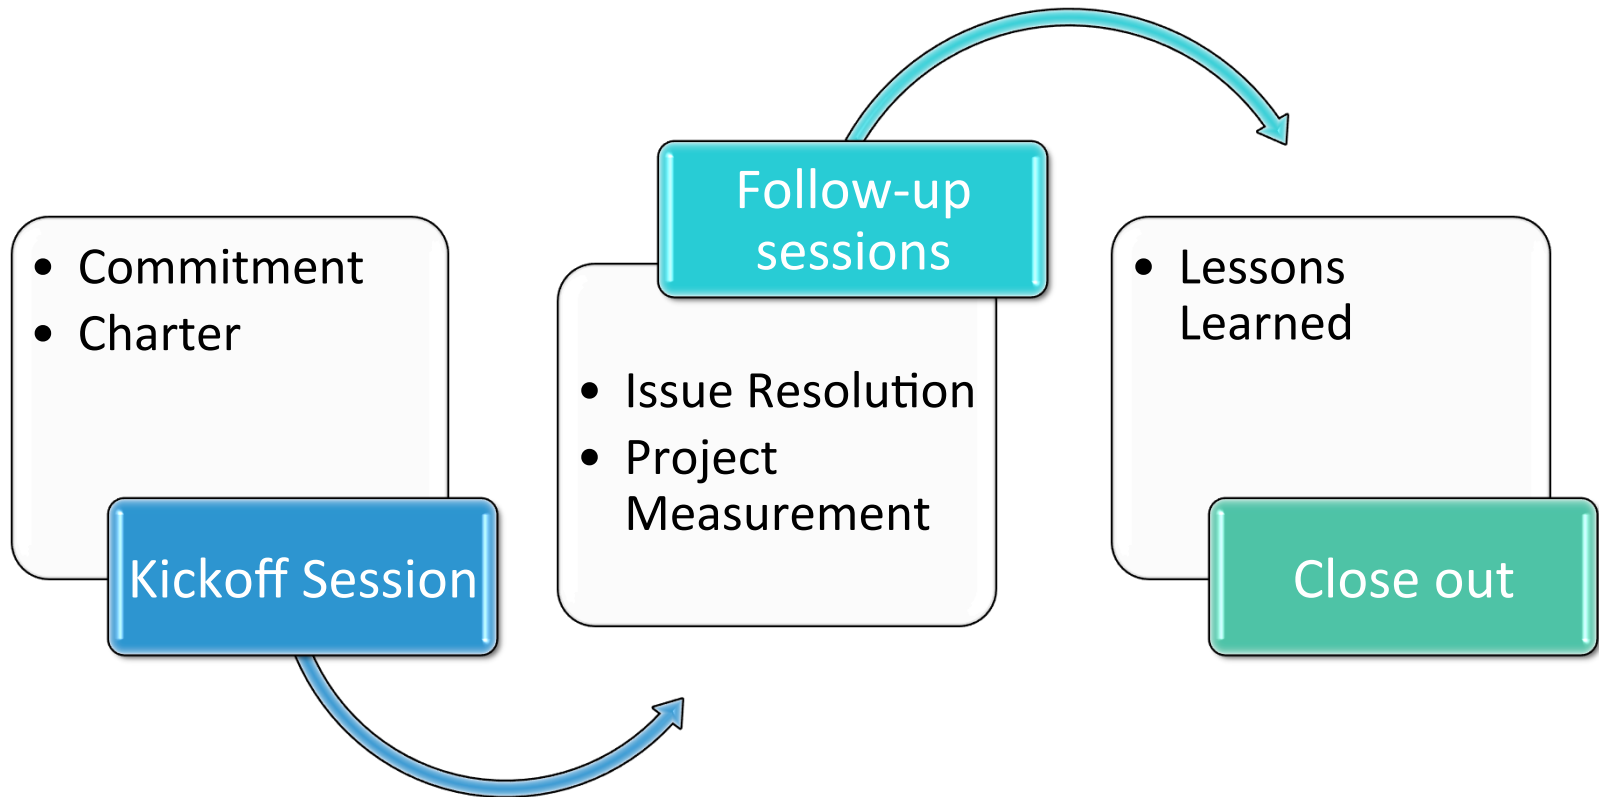 • Commitment
• Charter
Kickoff Session
Follow-up
sessions
• Issue Resolution
• Project
Measurement
• Lessons
Learned
Close out